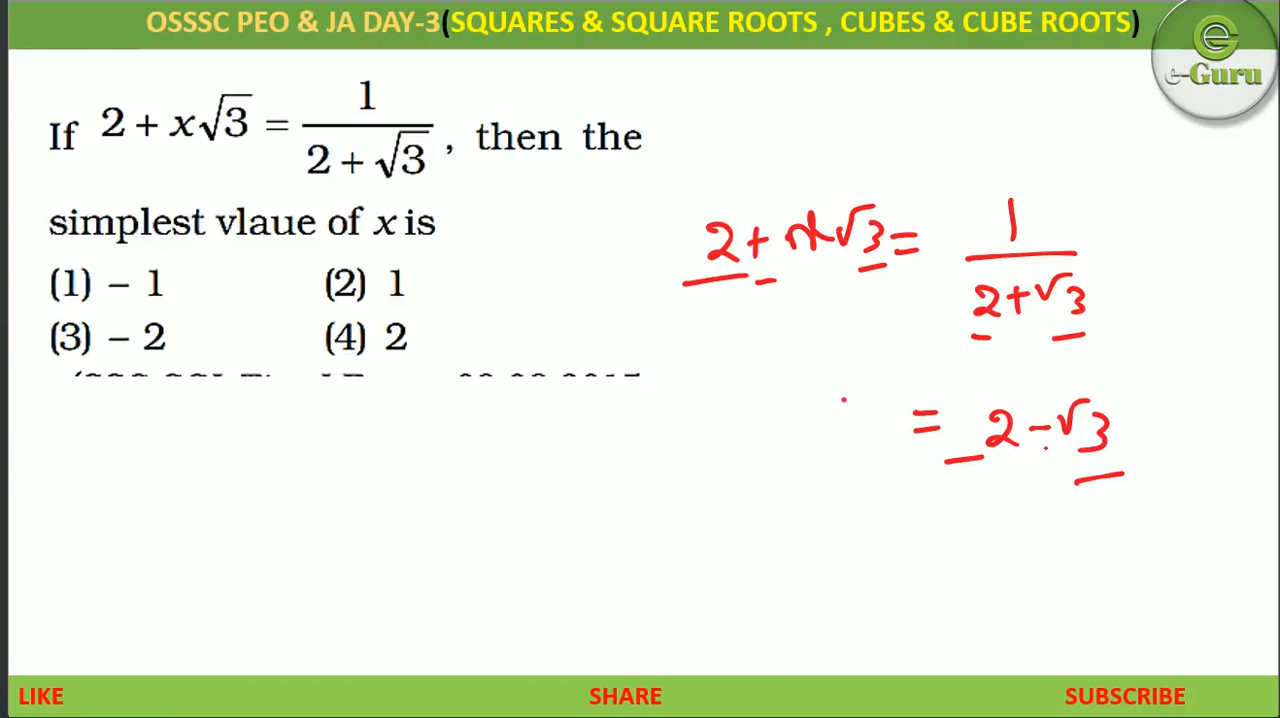 OSSSC PEO & JA DAY-3(SQUARES & SQUARE ROOTS , CUBES & CUBE ROOTS)
e-Guru
If 2 + x√3 = 1/(2 + √3) , then the
simplest vlaue of x is
(1) – 1 (2) 1
(3) – 2 (4) 2
2 + x√3 = 1/(2+√3)
= 2 - √3
LIKE SHARE SUBSCRIBE